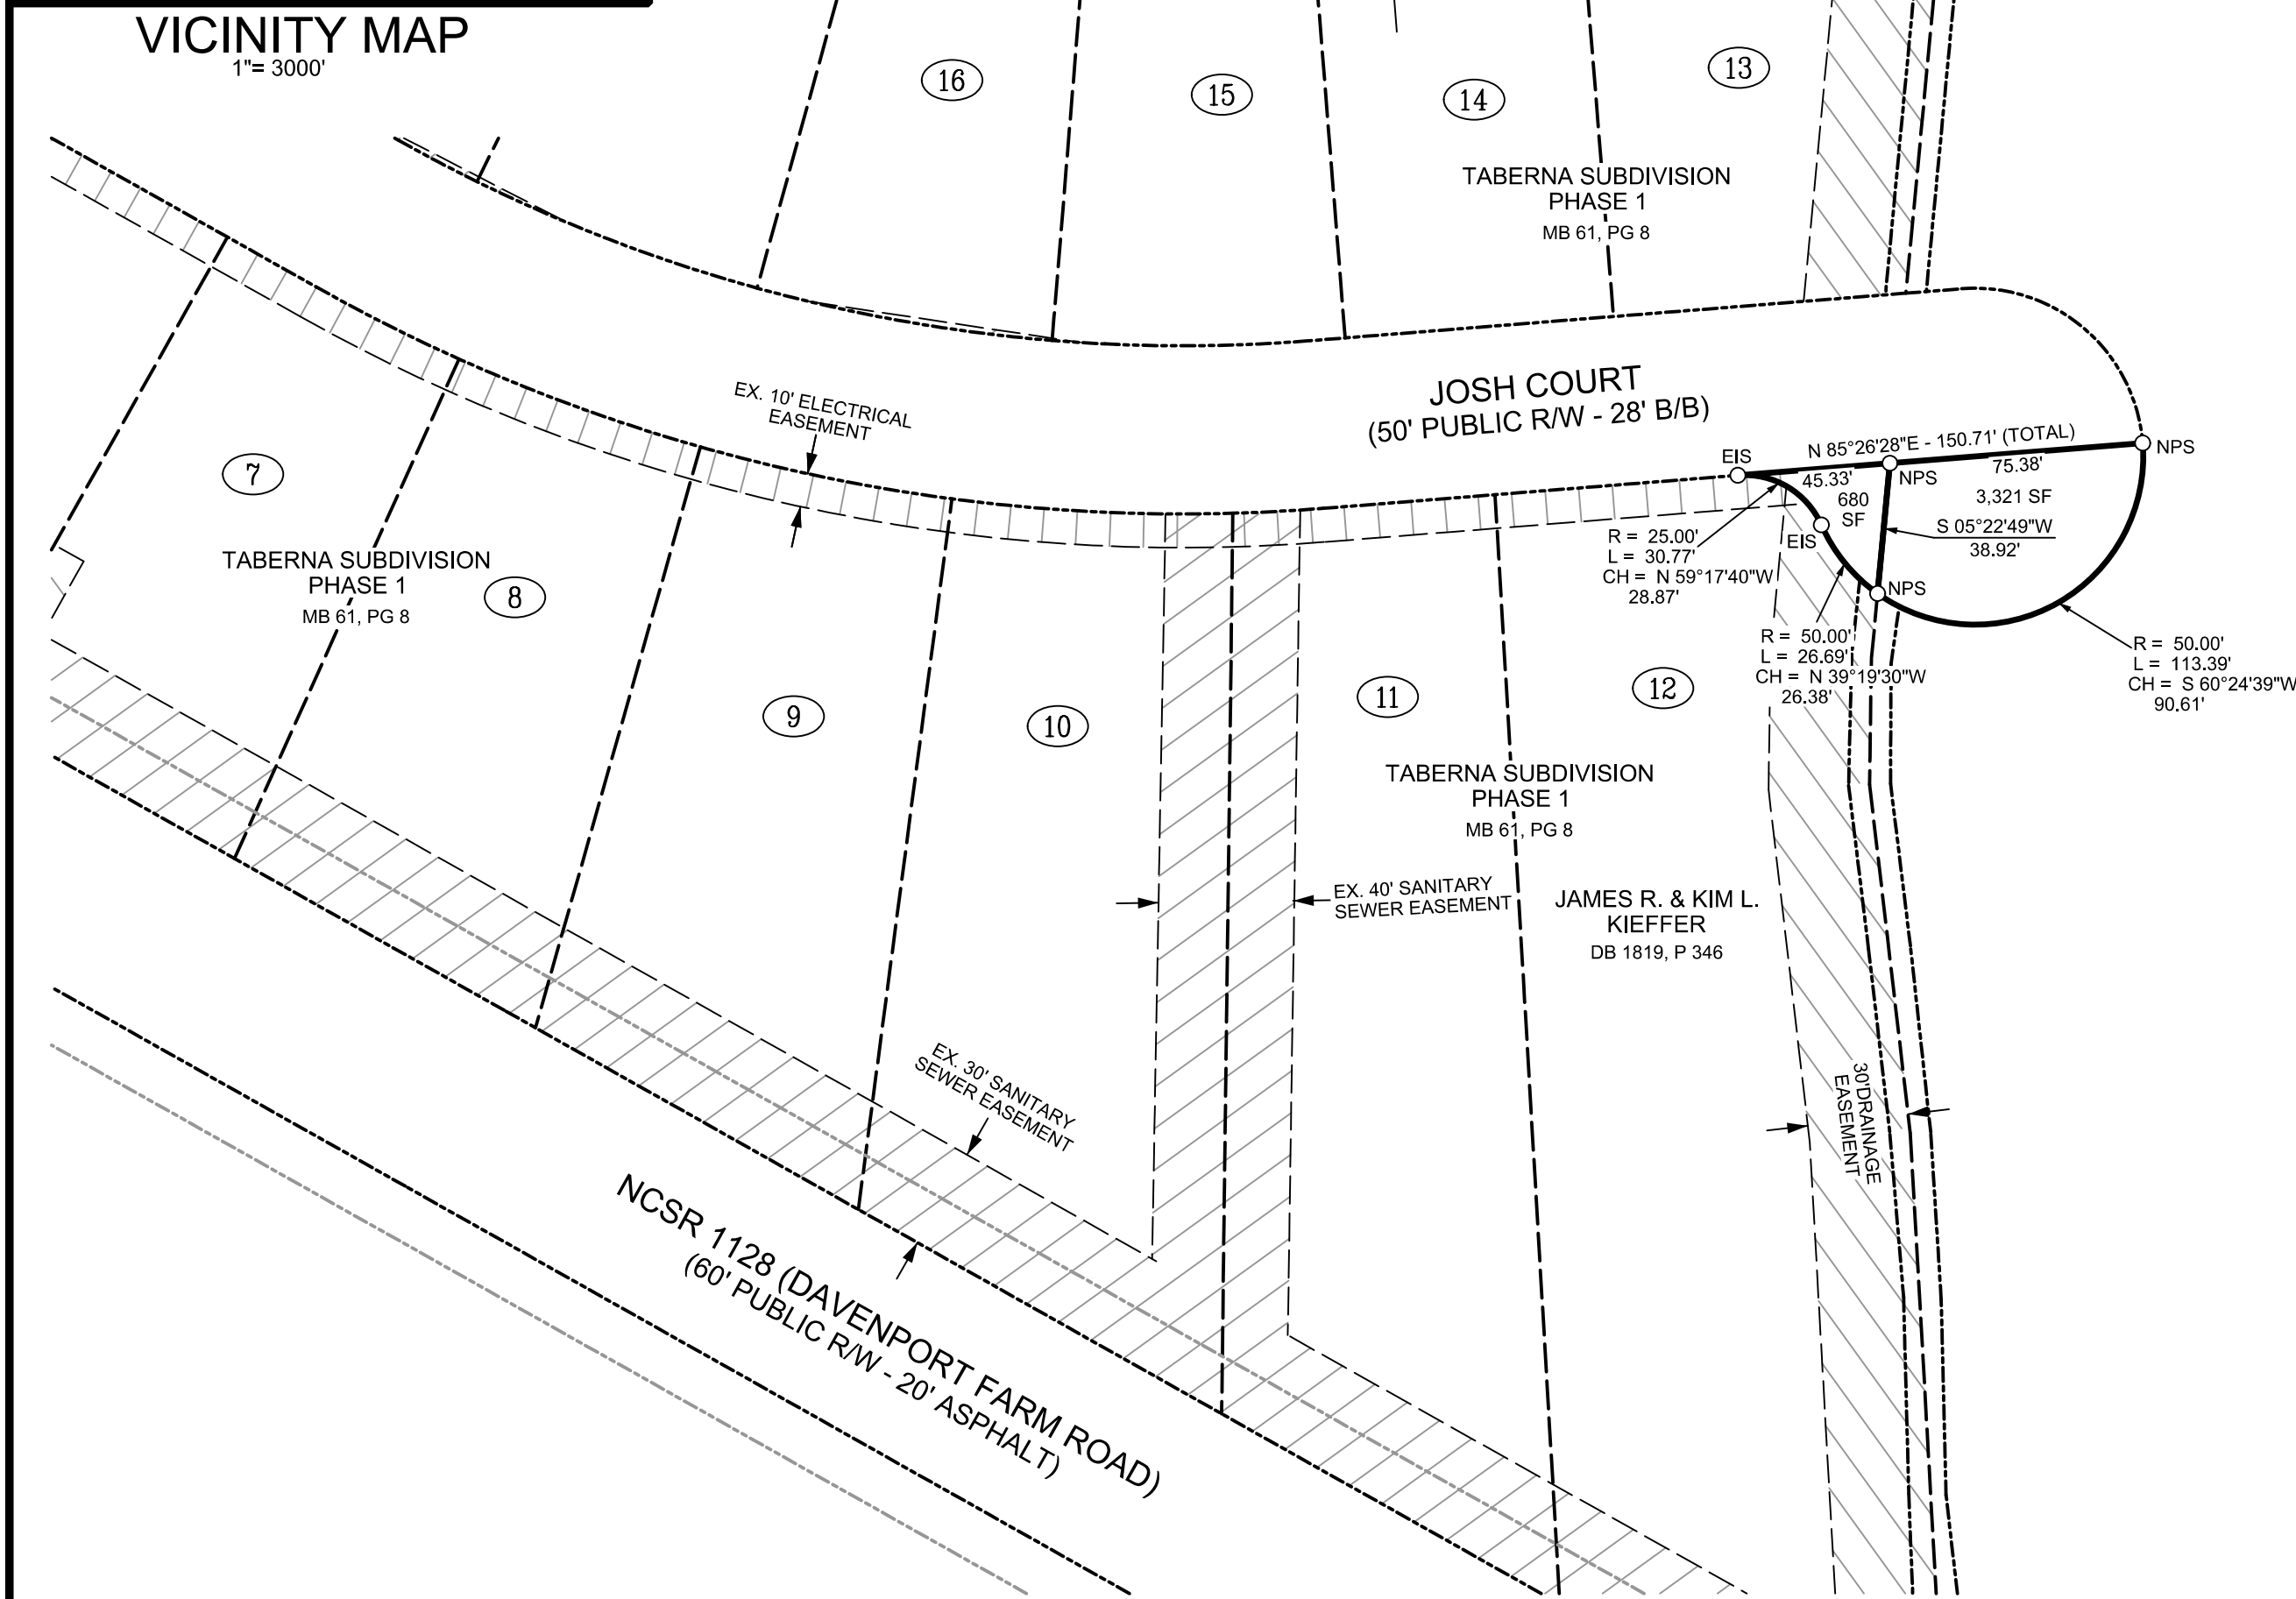 VICINITY MAP
1"= 3000'
16
15
14
13
TABERNA SUBDIVISION
PHASE 1
MB 61, PG 8
JOSH COURT
(50' PUBLIC R/W - 28' B/B)
EX. 10' ELECTRICAL
EASEMENT
N 85°26'28"E - 150.71' (TOTAL)
EIS
NPS
45.33'
NPS
75.38'
680
SF
3,321 SF
EIS
S 05°22'49"W
38.92'
NPS
R = 25.00'
L = 30.77'
CH = N 59°17'40"W
28.87'
R = 50.00'
L = 26.69'
CH = N 39°19'30"W
26.38'
R = 50.00'
L = 113.39'
CH = S 60°24'39"W
90.61'
7
TABERNA SUBDIVISION
PHASE 1
MB 61, PG 8
8
9
10
11
12
TABERNA SUBDIVISION
PHASE 1
MB 61, PG 8
EX. 40' SANITARY
SEWER EASEMENT
JAMES R. & KIM L.
KIEFFER
DB 1819, P 346
30'DRAINAGE
EASEMENT
EX. 30' SANITARY
SEWER EASEMENT
NCSR 1128 (DAVENPORT FARM ROAD)
(60' PUBLIC R/W - 20' ASPHALT)